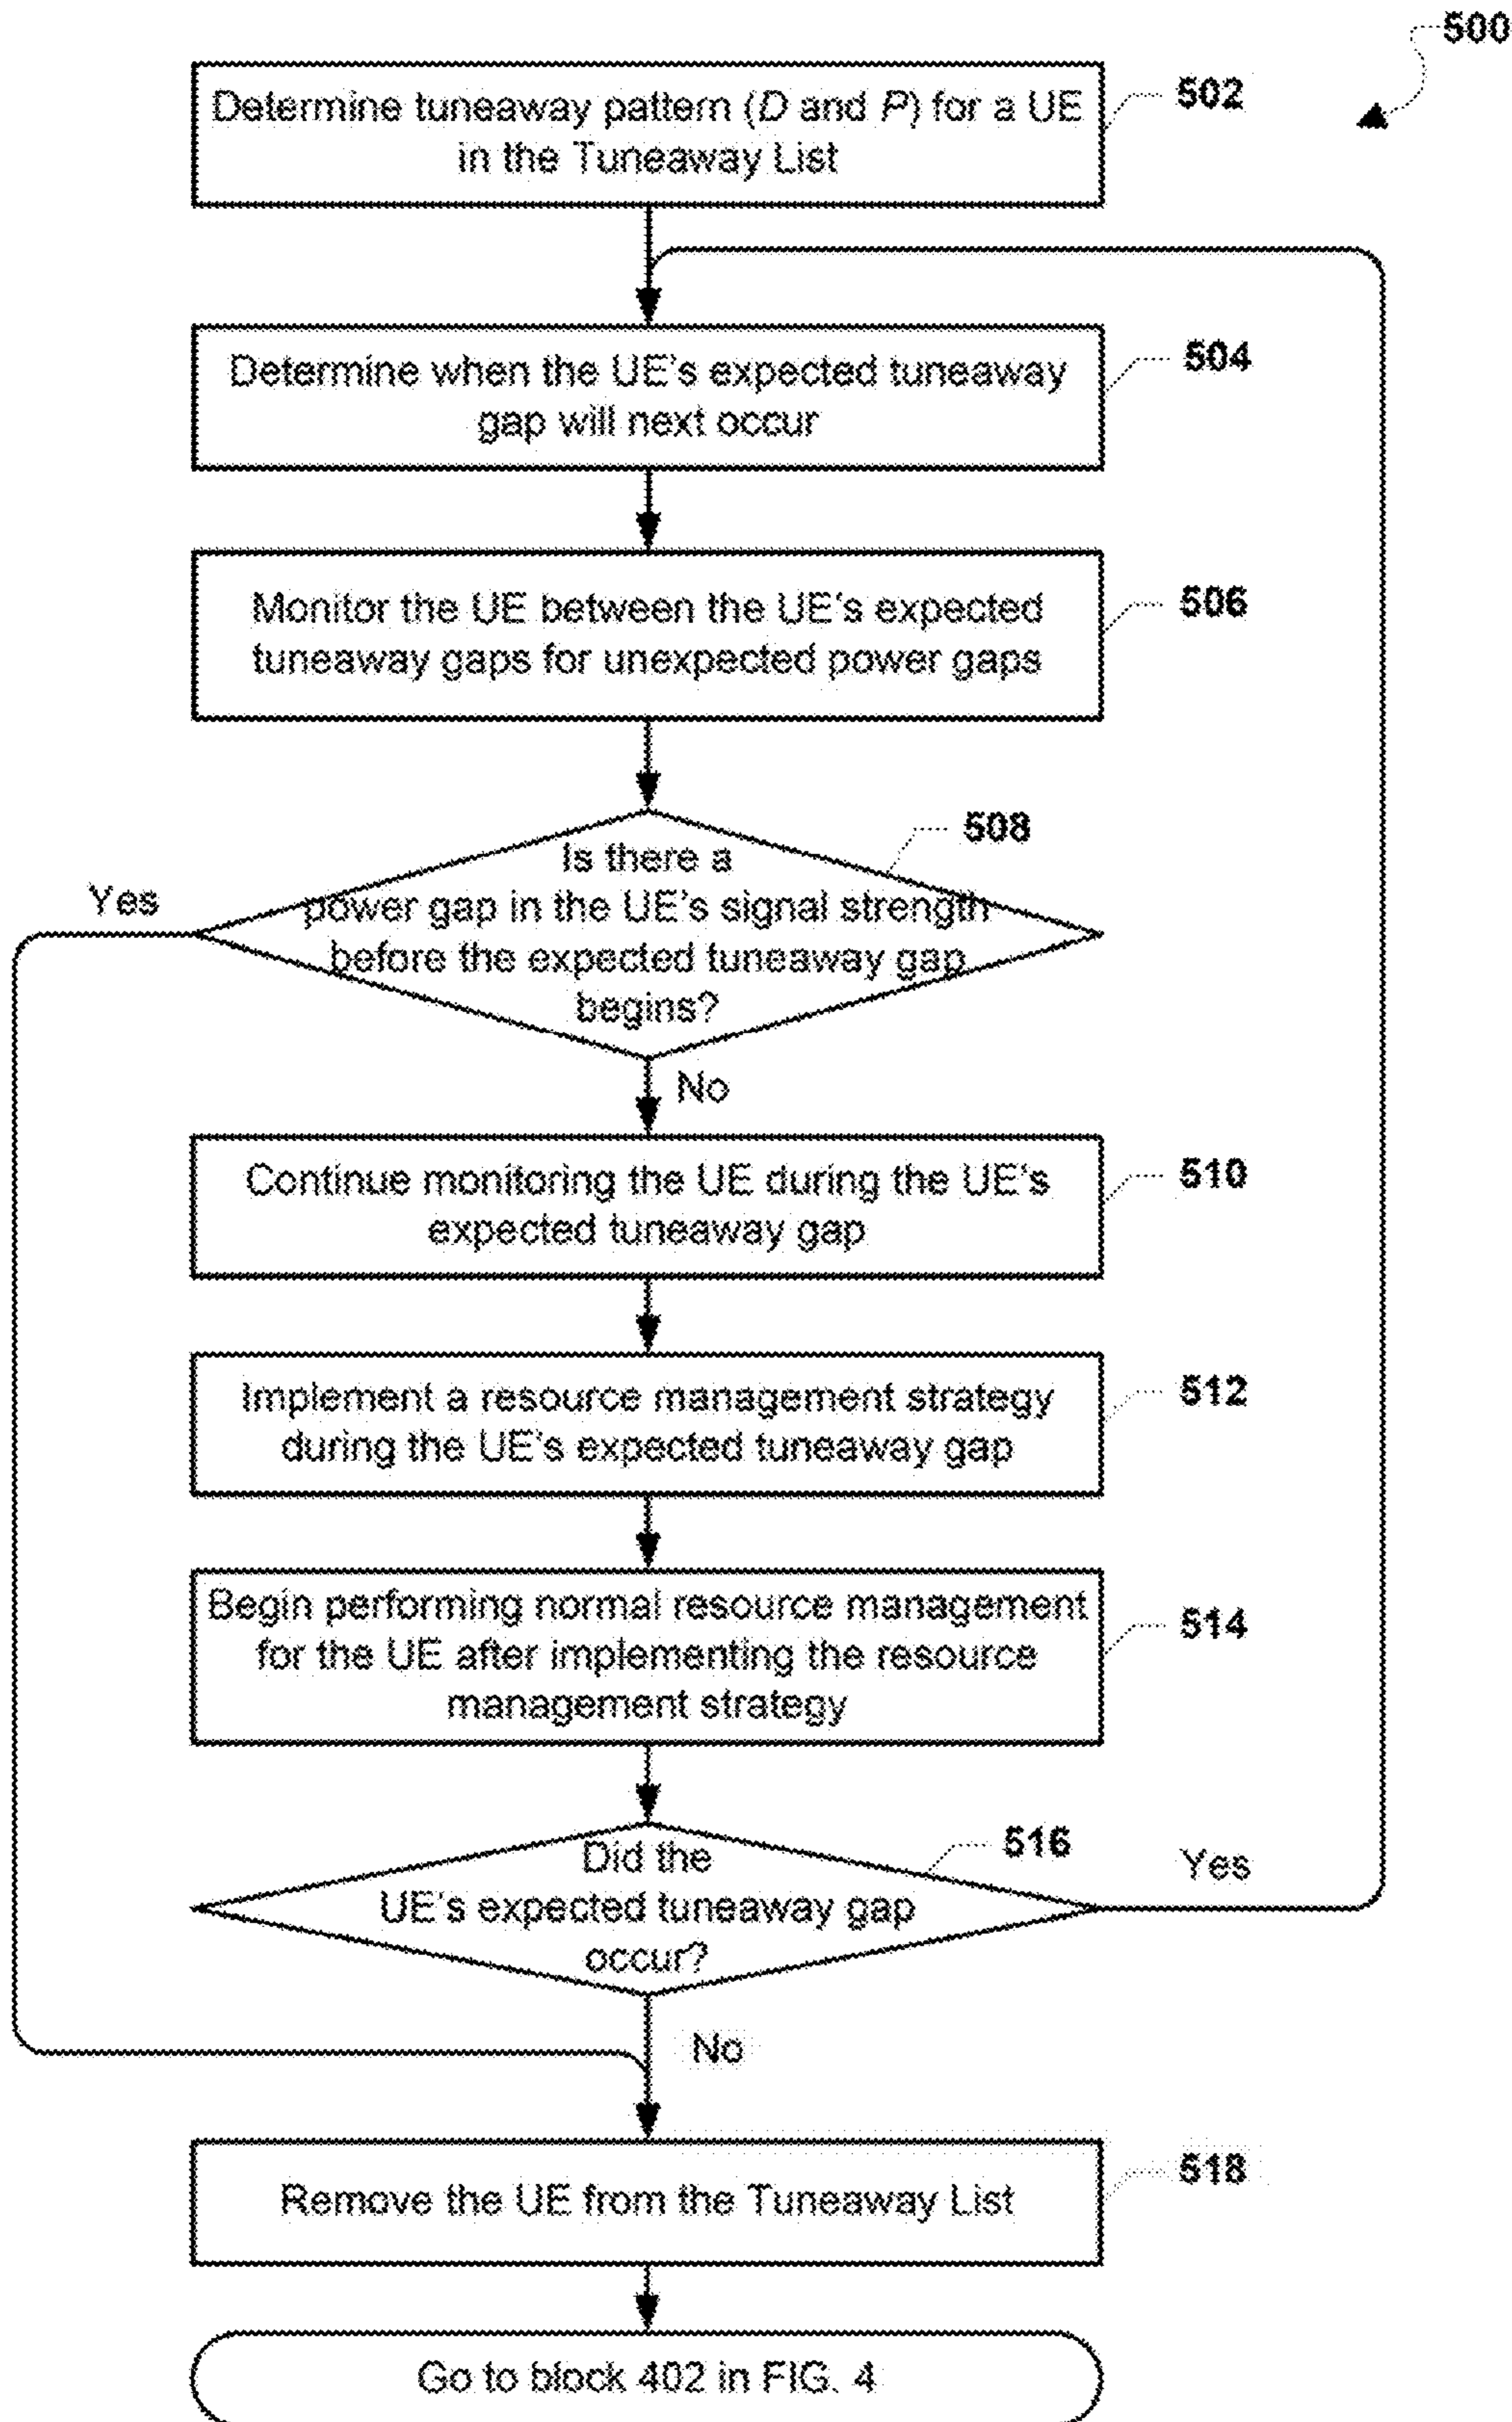 500
Determine tuneaway pattern (D and P) for a UE
in the Tuneaway List
502
Determine when the UE's expected tuneaway
gap will next occur
504
Monitor the UE between the UE's expected
tuneaway gaps for unexpected power gaps
506
Is there a
power gap in the UE's signal strength
before the expected tuneaway gap
begins?
508
Yes
No
Continue monitoring the UE during the UE's
expected tuneaway gap
510
Implement a resource management strategy
during the UE's expected tuneaway gap
512
Begin performing normal resource management
for the UE after implementing the resource
management strategy
514
Did the
UE's expected tuneaway gap
occur?
516
Yes
No
Remove the UE from the Tuneaway List
518
Go to block 402 in FIG. 4